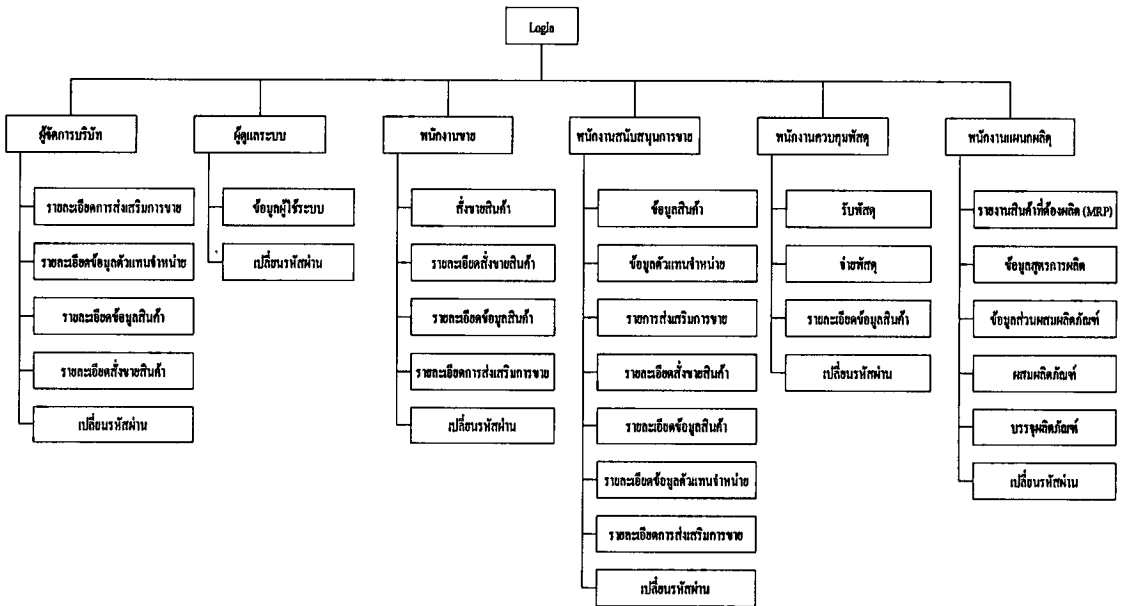 Login
ผู้จัดการบริษัท
รายละเอียดการส่งเสริมการขาย
รายละเอียดข้อมูลตัวแทนจำหน่าย
รายละเอียดข้อมูลสินค้า
รายละเอียดสั่งขายสินค้า
เปลี่ยนรหัสผ่าน
ผู้ดูแลระบบ
ข้อมูลผู้ใช้ระบบ
เปลี่ยนรหัสผ่าน
พนักงานขาย
สั่งขายสินค้า
รายละเอียดสั่งขายสินค้า
รายละเอียดข้อมูลสินค้า
รายละเอียดการส่งเสริมการขาย
เปลี่ยนรหัสผ่าน
พนักงานสนับสนุนการขาย
ข้อมูลสินค้า
ข้อมูลตัวแทนจำหน่าย
รายการส่งเสริมการขาย
รายละเอียดสั่งขายสินค้า
รายละเอียดข้อมูลสินค้า
รายละเอียดข้อมูลตัวแทนจำหน่าย
รายละเอียดการส่งเสริมการขาย
เปลี่ยนรหัสผ่าน
พนักงานควบคุมพัสดุ
รับพัสดุ
จ่ายพัสดุ
รายละเอียดข้อมูลสินค้า
เปลี่ยนรหัสผ่าน
พนักงานแผนกผลิต
รายงานสินค้าที่ต้องผลิต (MRP)
ข้อมูลสูตรการผลิต
ข้อมูลส่วนผสมผลิตภัณฑ์
ผสมผลิตภัณฑ์
บรรจุผลิตภัณฑ์
เปลี่ยนรหัสผ่าน